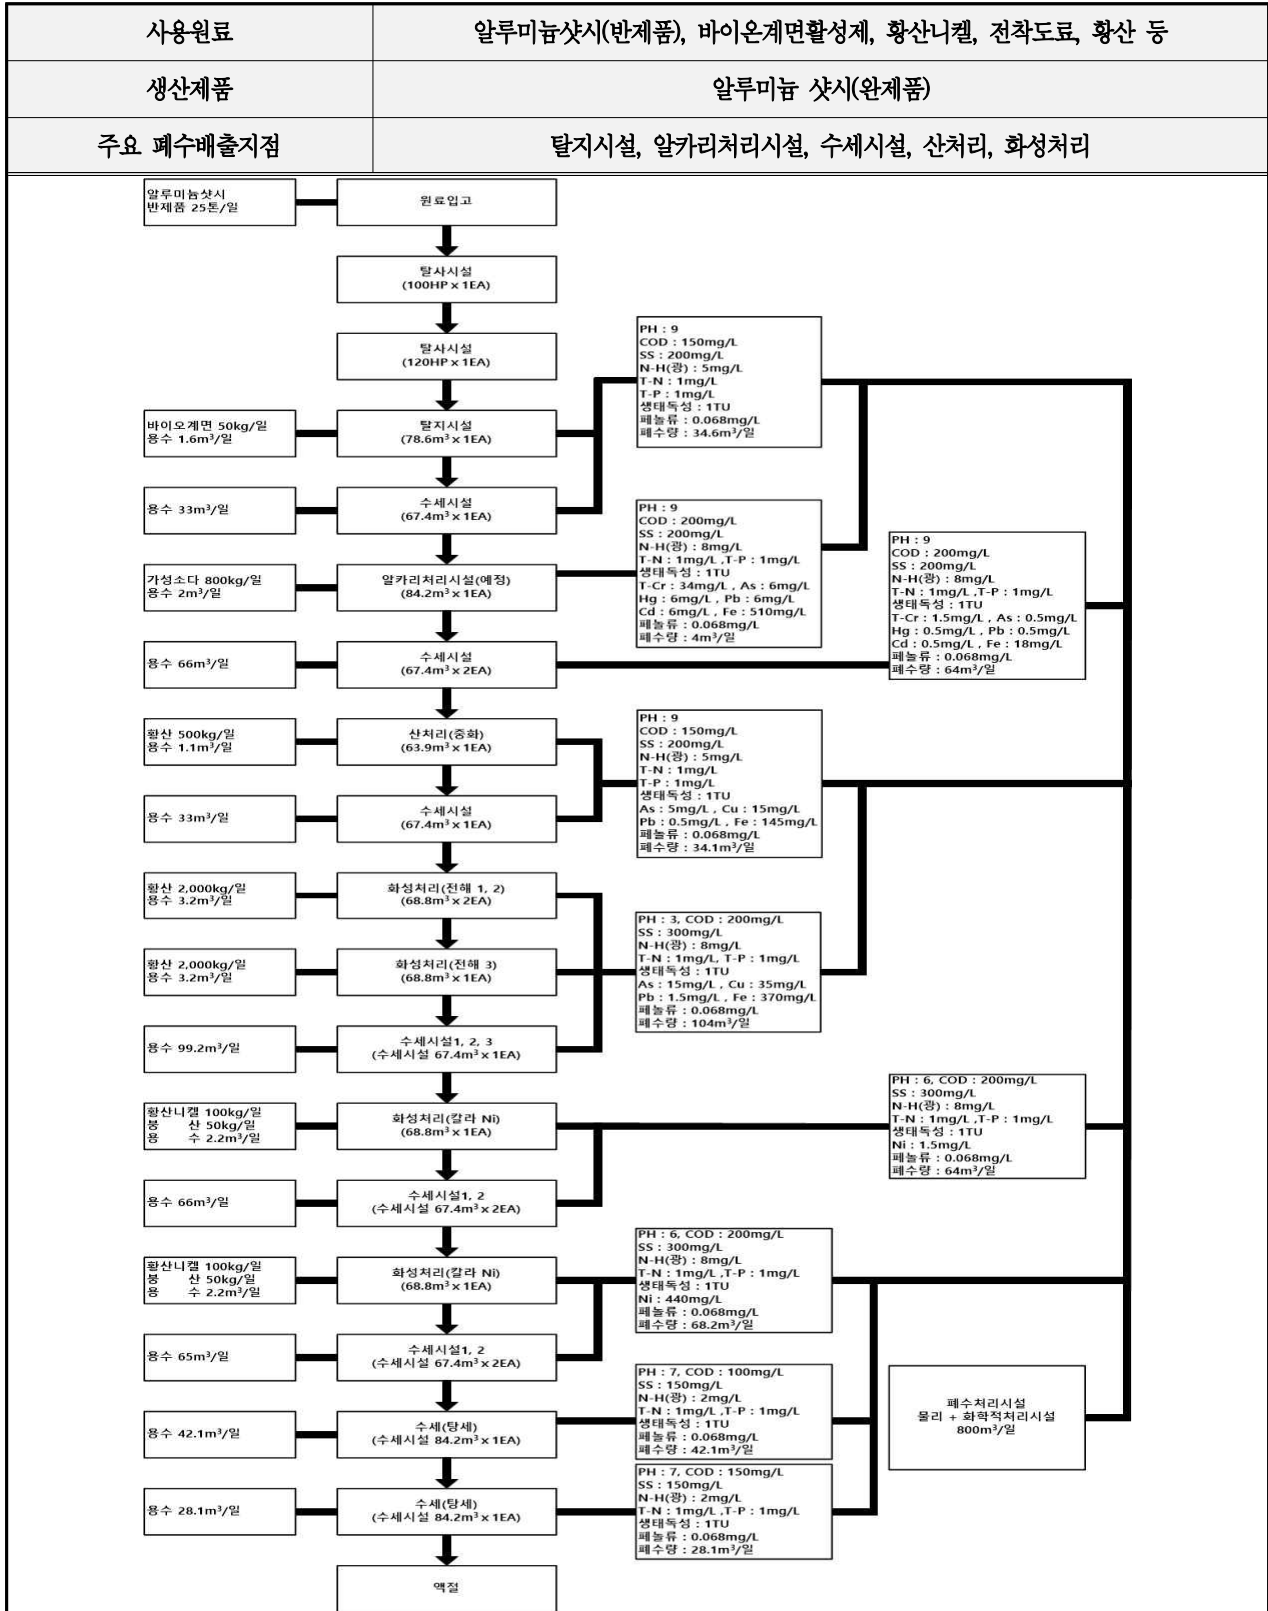 사용원료
알루미늄샷시(반제품), 바이온계면활성제, 황산니켈, 전착도료, 황산 등
생산제품
알루미늄 샷시(완제품)
주요 폐수배출지점
탈지시설, 알카리처리시설, 수세시설, 산처리, 화성처리
알루미늄샷시
반제품 25톤/일
원료입고
탈사시설
(100HP x 1EA)
탈사시설
(120HP x 1EA)
PH : 9
COD : 150mg/L
SS : 200mg/L
N-H(광) : 5mg/L
T-N : 1mg/L
T-P : 1mg/L
생태독성 : 1TU
페놀류 : 0.068mg/L
폐수량 : 34.6m³/일
바이오계면 50kg/일
용수 1.6m³/일
탈지시설
(78.6m³ x 1EA)
용수 33m³/일
수세시설
(67.4m³ x 1EA)
PH : 9
COD : 200mg/L
SS : 200mg/L
N-H(광) : 8mg/L
T-N : 1mg/L ,T-P : 1mg/L
생태독성 : 1TU
T-Cr : 34mg/L , As : 6mg/L
Hg : 6mg/L , Pb : 6mg/L
Cd : 6mg/L , Fe : 510mg/L
페놀류 : 0.068mg/L
폐수량 : 4m³/일
가성소다 800kg/일
용수 2m³/일
알카리처리시설(예정)
(84.2m³ x 1EA)
PH : 9
COD : 200mg/L
SS : 200mg/L
N-H(광) : 8mg/L
T-N : 1mg/L ,T-P : 1mg/L
생태독성 : 1TU
T-Cr : 1.5mg/L , As : 0.5mg/L
Hg : 0.5mg/L , Pb : 0.5mg/L
Cd : 0.5mg/L , Fe : 18mg/L
페놀류 : 0.068mg/L
폐수량 : 64m³/일
용수 66m³/일
수세시설
(67.4m³ x 2EA)
황산 500kg/일
용수 1.1m³/일
산처리(중화)
(63.9m³ x 1EA)
PH : 9
COD : 150mg/L
SS : 200mg/L
N-H(광) : 5mg/L
T-N : 1mg/L
T-P : 1mg/L
생태독성 : 1TU
As : 5mg/L , Cu : 15mg/L
Pb : 0.5mg/L , Fe : 145mg/L
페놀류 : 0.068mg/L
폐수량 : 34.1m³/일
용수 33m³/일
수세시설
(67.4m³ x 1EA)
황산 2,000kg/일
용수 3.2m³/일
화성처리(전해 1, 2)
(68.8m³ x 2EA)
황산 2,000kg/일
용수 3.2m³/일
화성처리(전해 3)
(68.8m³ x 1EA)
PH : 3, COD : 200mg/L
SS : 300mg/L
N-H(광) : 8mg/L
T-N : 1mg/L, T-P : 1mg/L
생태독성 : 1TU
As : 15mg/L , Cu : 35mg/L
Pb : 1.5mg/L , Fe : 370mg/L
페놀류 : 0.068mg/L
폐수량 : 104m³/일
용수 99.2m³/일
수세시설1, 2, 3
(수세시설 67.4m³ x 1EA)
황산니켈 100kg/일
붕 산 50kg/일
용 수 2.2m³/일
화성처리(칼라 Ni)
(68.8m³ x 1EA)
PH : 6, COD : 200mg/L
SS : 300mg/L
N-H(광) : 8mg/L
T-N : 1mg/L ,T-P : 1mg/L
생태독성 : 1TU
Ni : 1.5mg/L
페놀류 : 0.068mg/L
폐수량 : 64m³/일
용수 66m³/일
수세시설1, 2
(수세시설 67.4m³ x 2EA)
황산니켈 100kg/일
붕 산 50kg/일
용 수 2.2m³/일
화성처리(칼라 Ni)
(68.8m³ x 1EA)
PH : 6, COD : 200mg/L
SS : 300mg/L
N-H(광) : 8mg/L
T-N : 1mg/L ,T-P : 1mg/L
생태독성 : 1TU
Ni : 440mg/L
페놀류 : 0.068mg/L
폐수량 : 68.2m³/일
용수 65m³/일
수세시설1, 2
(수세시설 67.4m³ x 2EA)
용수 42.1m³/일
수세(탕세)
(수세시설 84.2m³ x 1EA)
PH : 7, COD : 100mg/L
SS : 150mg/L
N-H(광) : 2mg/L
T-N : 1mg/L ,T-P : 1mg/L
생태독성 : 1TU
페놀류 : 0.068mg/L
폐수량 : 42.1m³/일
폐수처리시설
물리 + 화학적처리시설
800m³/일
용수 28.1m³/일
수세(탕세)
(수세시설 84.2m³ x 1EA)
PH : 7, COD : 150mg/L
SS : 150mg/L
N-H(광) : 2mg/L
T-N : 1mg/L ,T-P : 1mg/L
생태독성 : 1TU
페놀류 : 0.068mg/L
폐수량 : 28.1m³/일
액절